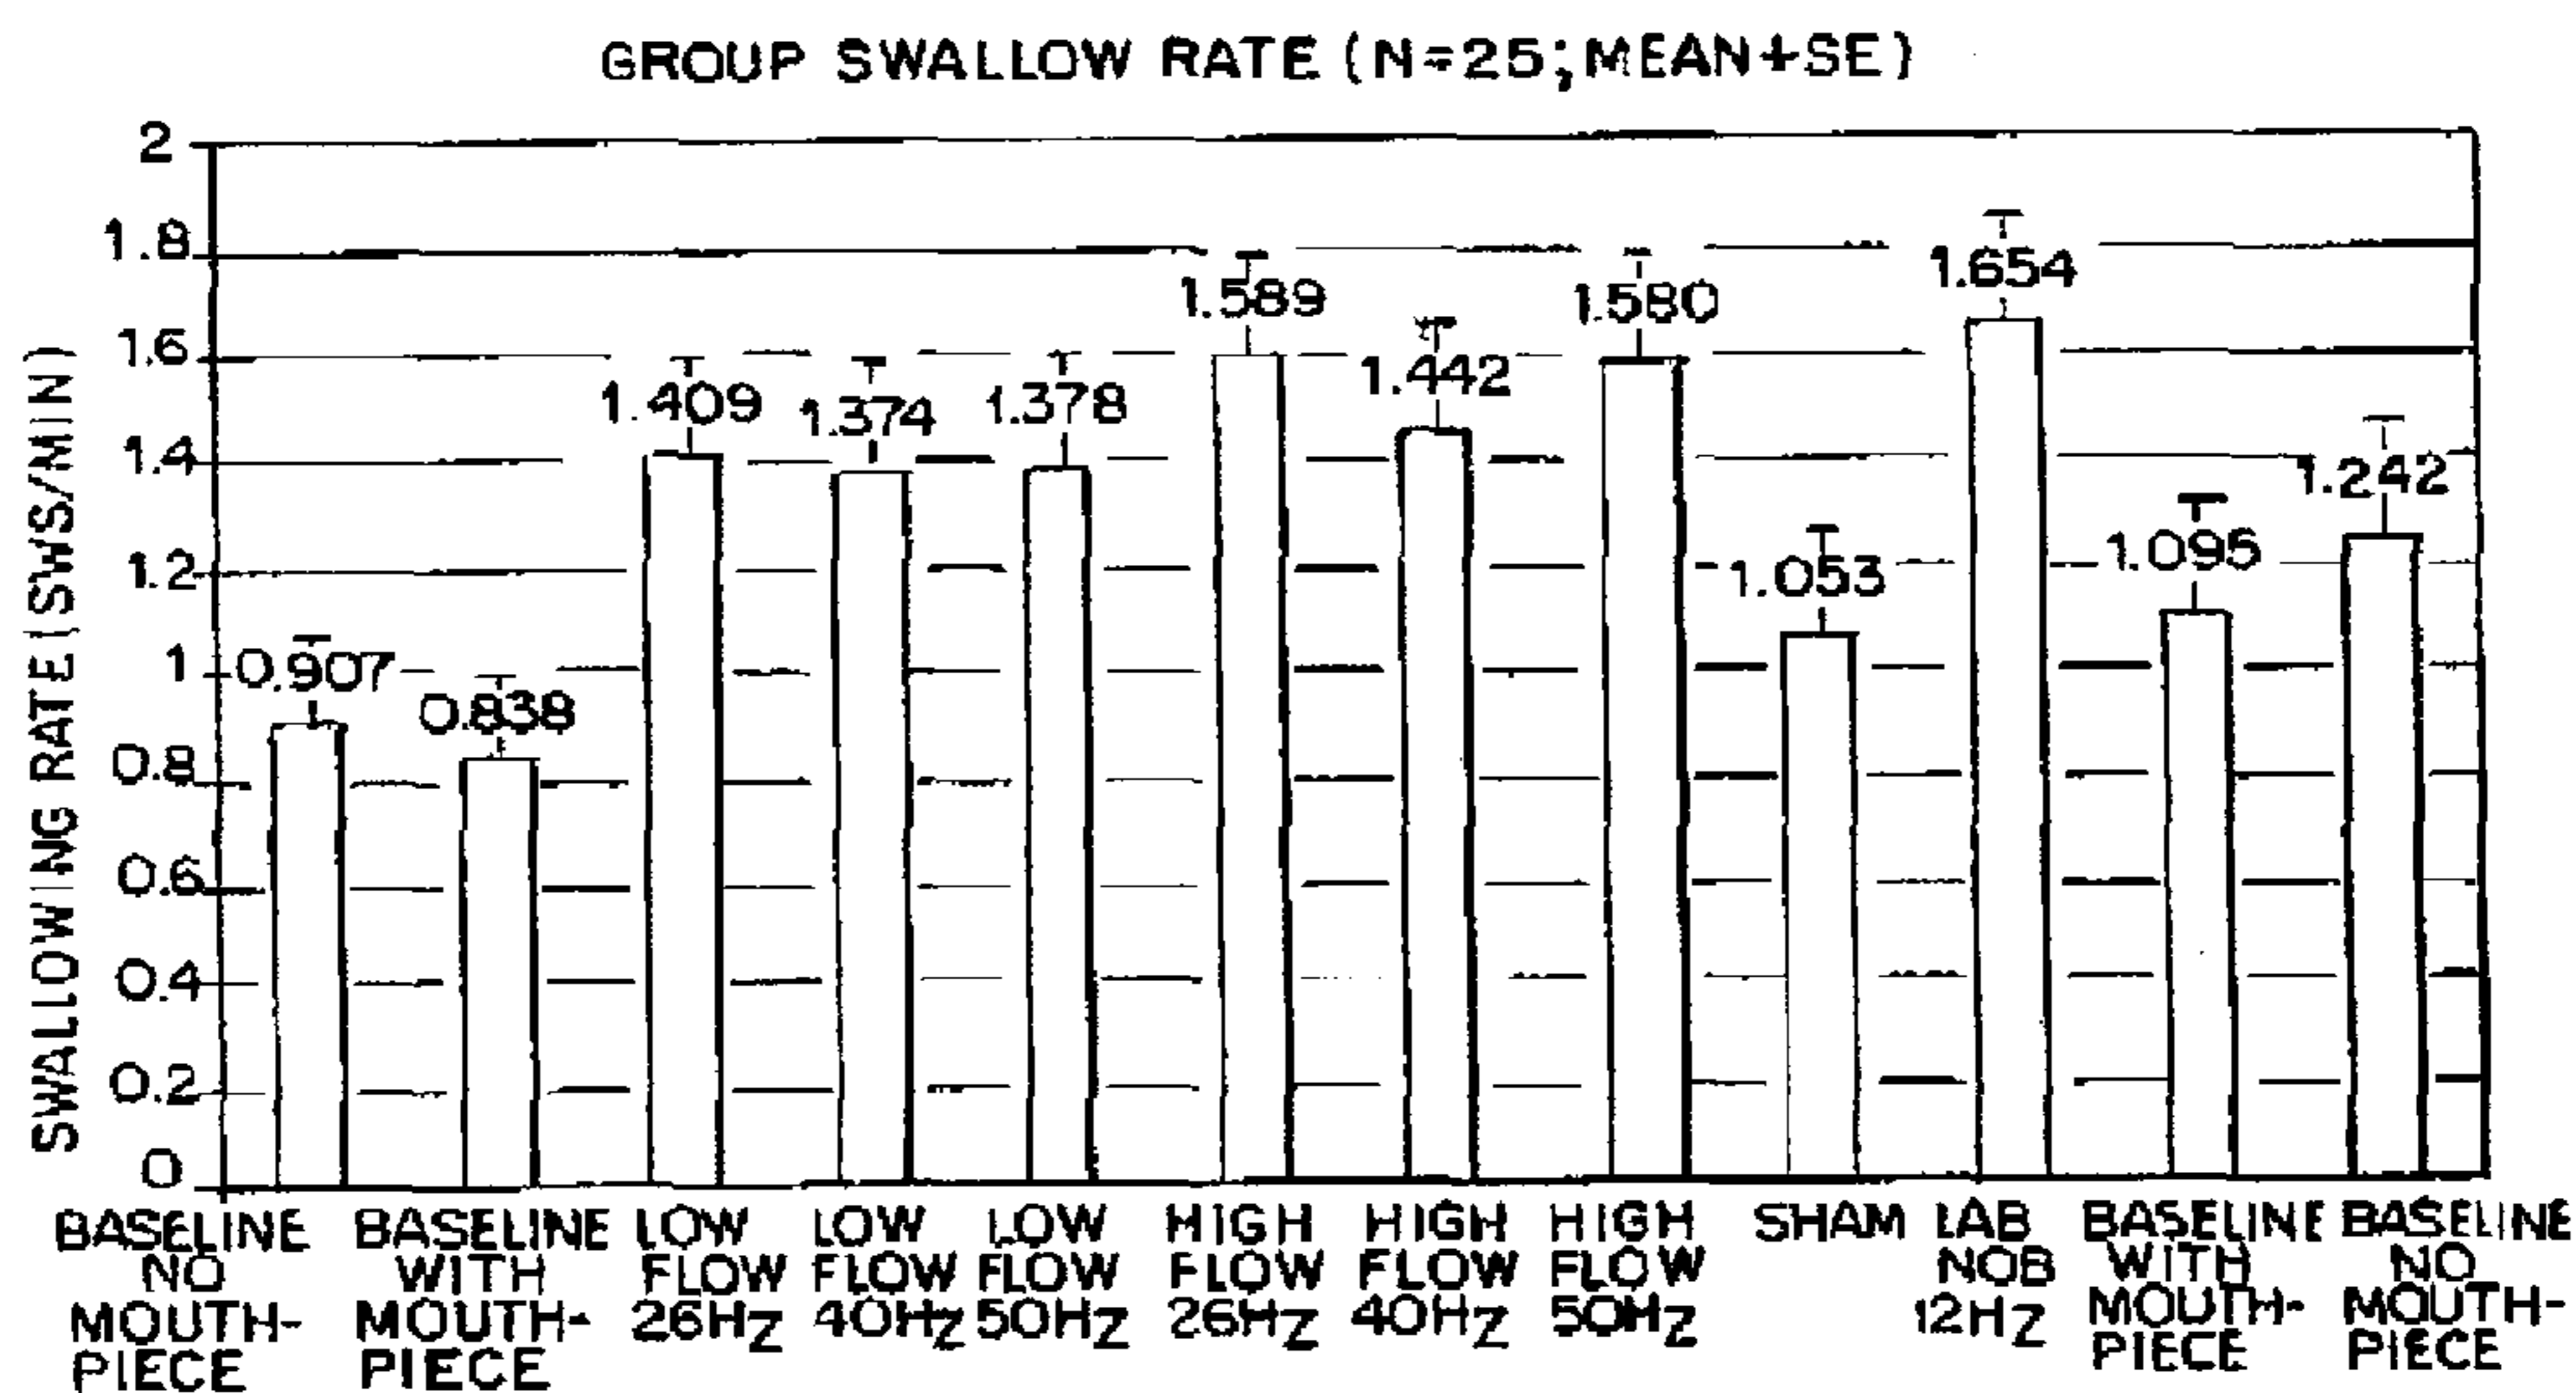 GROUP SWALLOW RATE (N=25; MEAN+SE)
SWALLOWING RATE (SWS/MIN)
2
1.8
1.6
1.4
1.2
1
0.8
0.6
0.4
0.2
0
0.907
0.838
1.409
1.374
1.378
1.589
1.442
1.580
1.053
1.654
1.095
1.242
BASELINE
NO
MOUTH-
PIECE
BASELINE
WITH
MOUTH-
PIECE
LOW
FLOW
26HZ
LOW
FLOW
40HZ
LOW
FLOW
50HZ
HIGH
FLOW
26HZ
HIGH
FLOW
40HZ
HIGH
FLOW
50HZ
SHAM
LAB
NOB
12HZ
BASELINE
WITH
MOUTH-
PIECE
BASELINE
NO
MOUTH-
PIECE